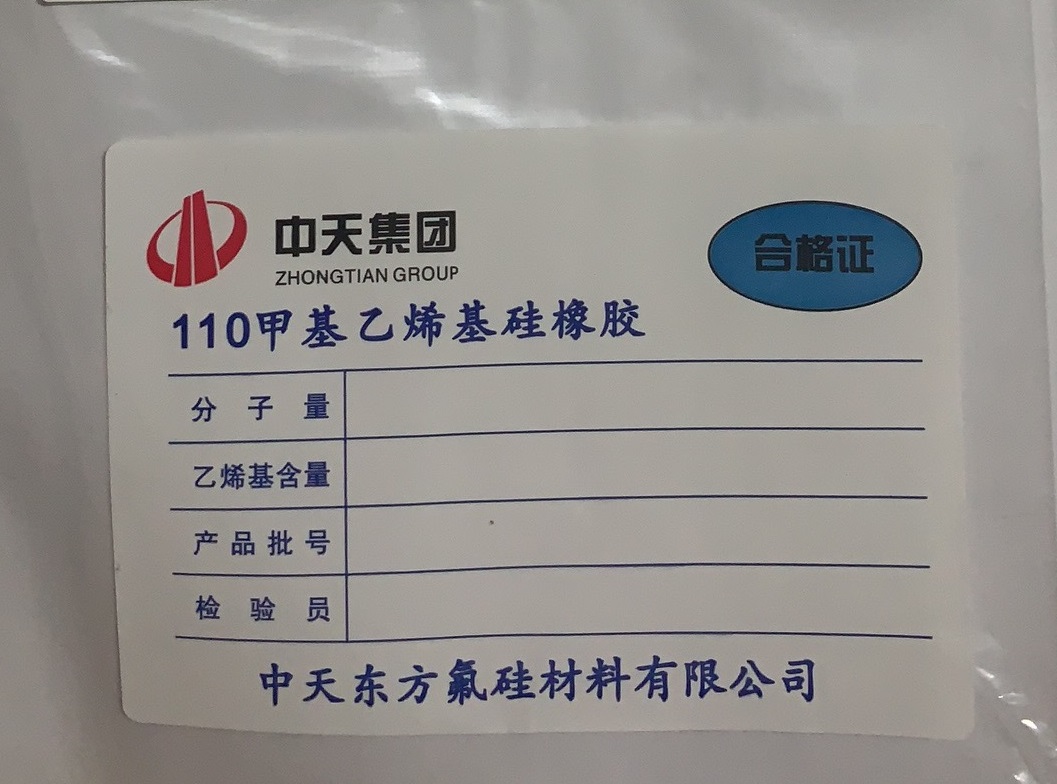 中天集团
ZHONGTIAN GROUP
合格证
110甲基乙烯基硅橡胶
分子量
乙烯基含量
产品批号
检验员
中天东方氟硅材料有限公司